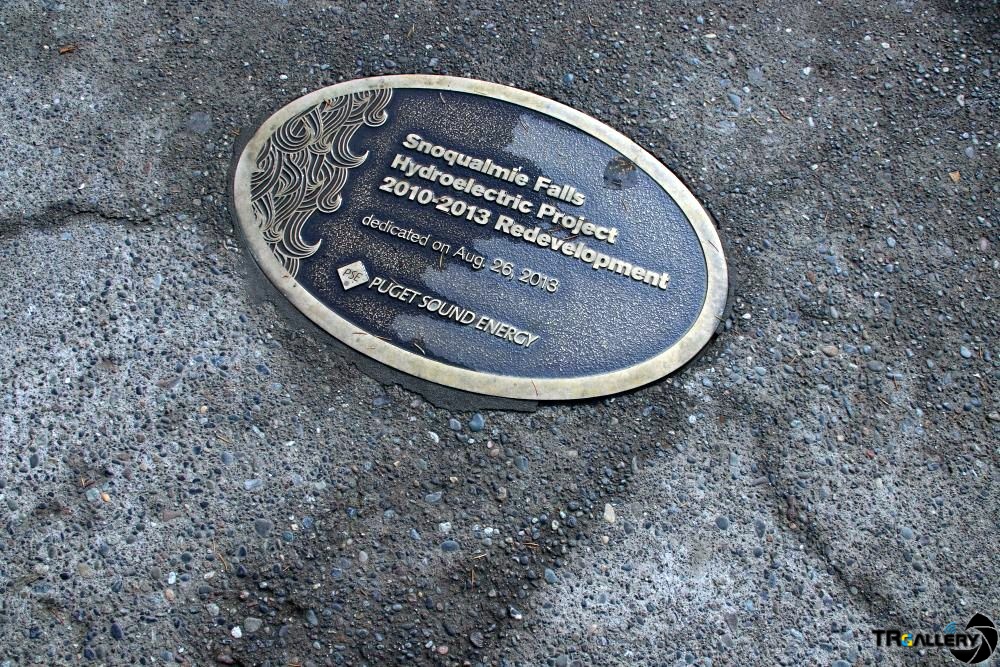 Snoqualmie Falls
Hydroelectric Project
2010-2013 Redevelopment
dedicated on Aug. 26, 2013
PSE PUGET SOUND ENERGY
TRGALLERY